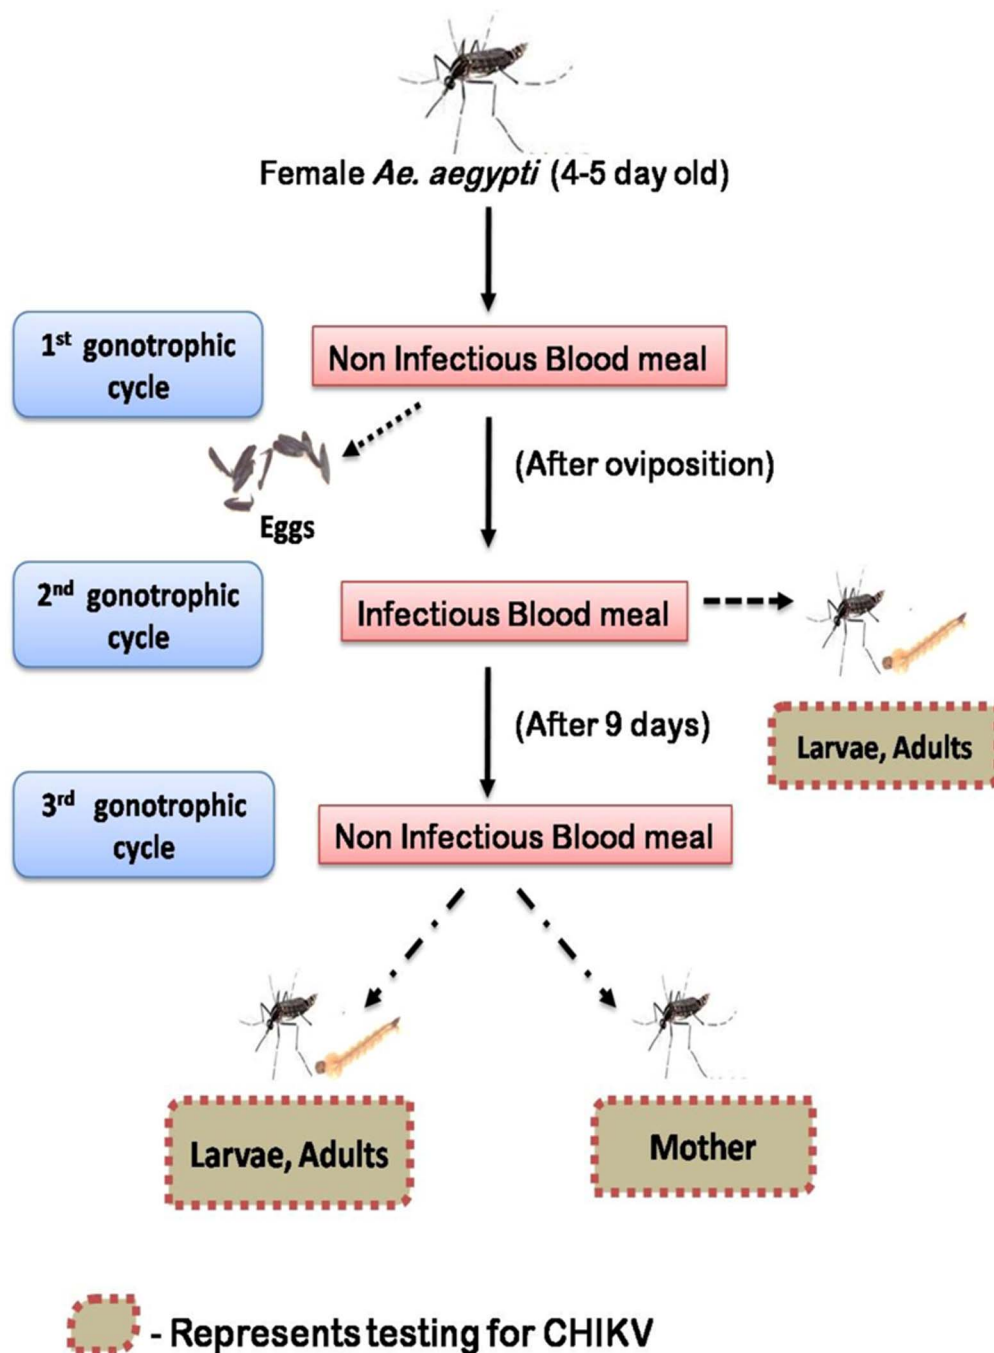 Female Ae. aegypti (4-5 day old)
1st gonotrophic
cycle
Non Infectious Blood meal
(After oviposition)
Eggs
2nd gonotrophic
cycle
Infectious Blood meal
Larvae, Adults
(After 9 days)
3rd gonotrophic
cycle
Non Infectious Blood meal
Larvae, Adults
Mother
- Represents testing for CHIKV